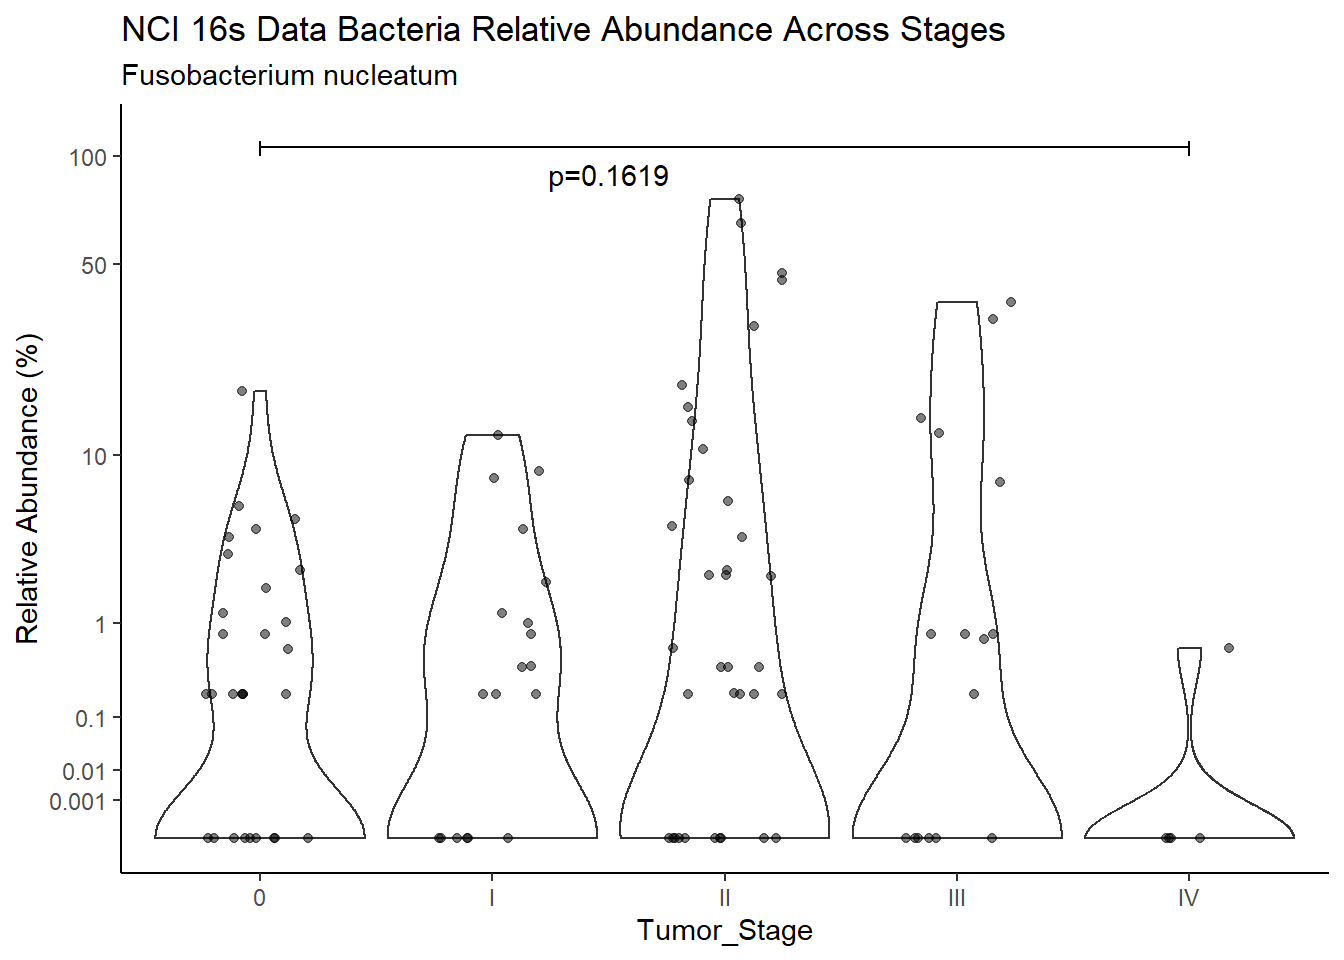 NCI 16s Data Bacteria Relative Abundance Across Stages
Fusobacterium nucleatum
p=0.1619
Relative Abundance (%)
100
50
10
1
0.1
0.01
0.001
0 I II III IV
Tumor_Stage